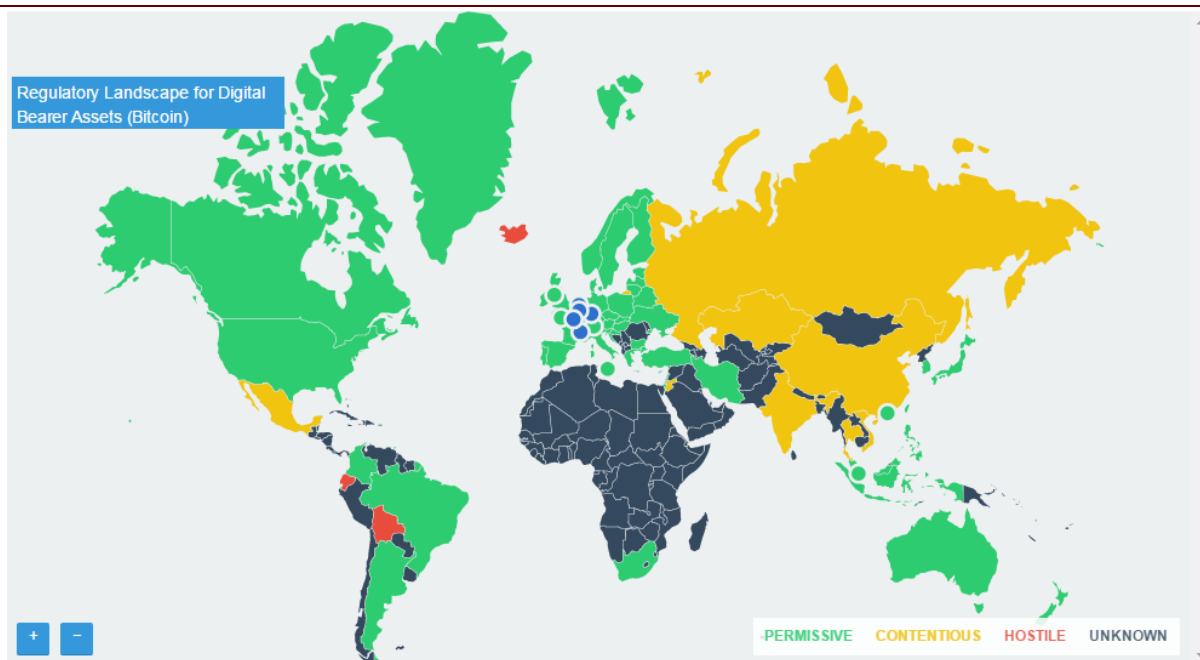 Regulatory Landscape for Digital
Bearer Assets (Bitcoin)
+ −
PERMISSIVE CONTENTIOUS HOSTILE UNKNOWN